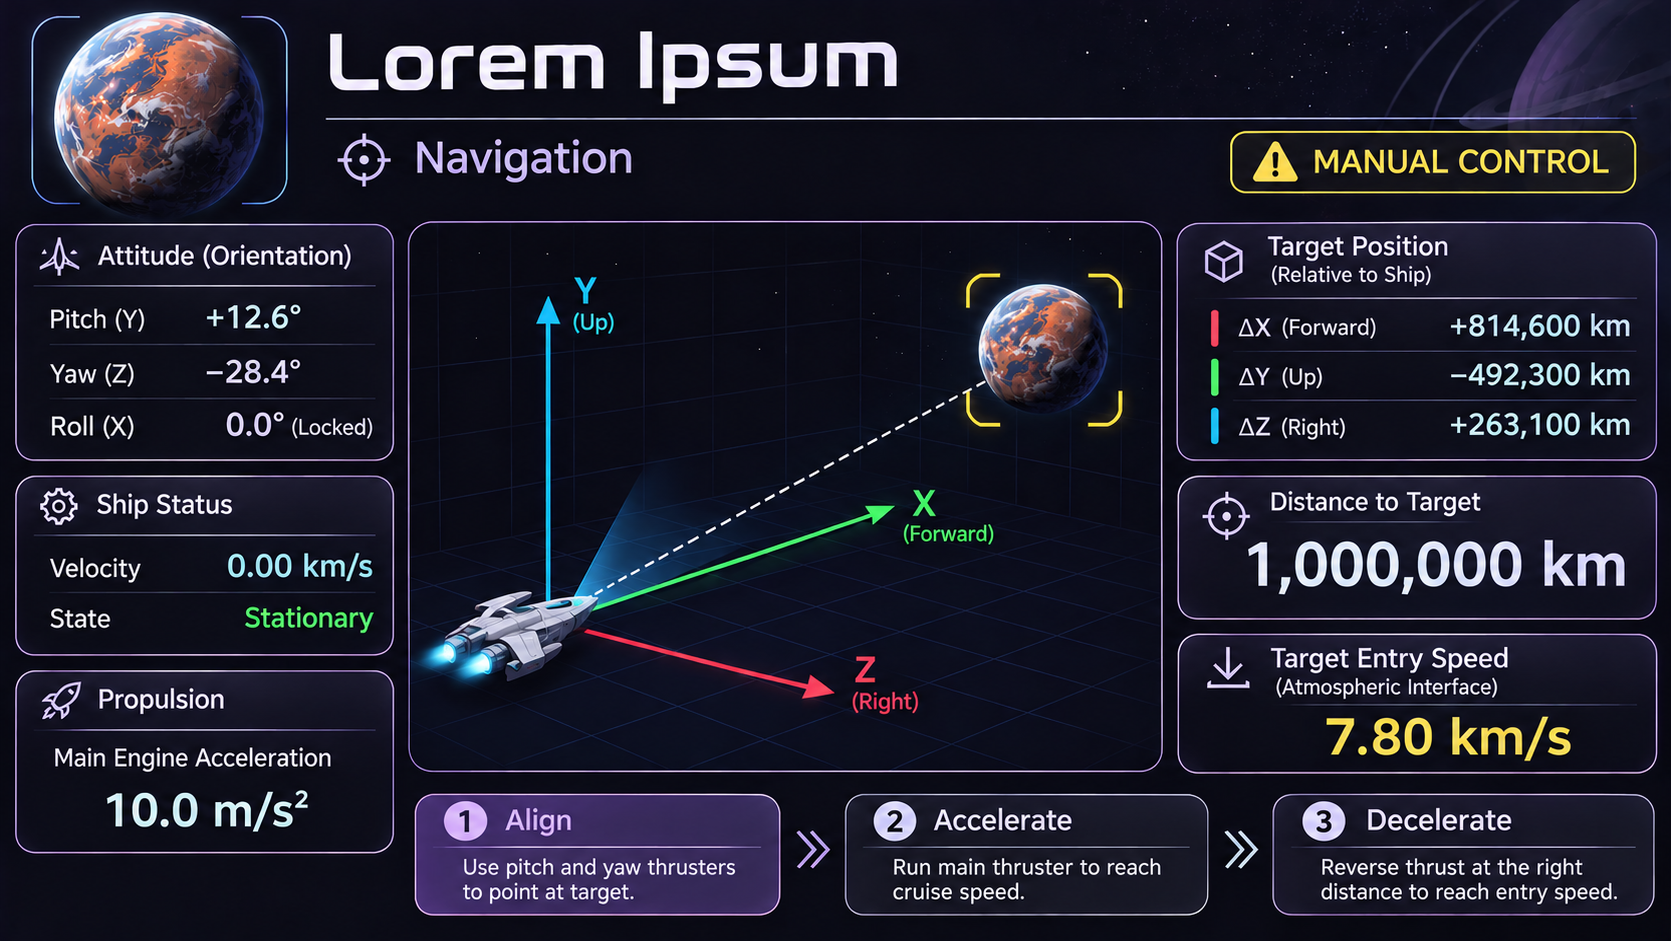 Lorem Ipsum
Navigation
MANUAL CONTROL
Attitude (Orientation)
Pitch (Y) +12.6°
Yaw (Z) −28.4°
Roll (X) 0.0° (Locked)
Ship Status
Velocity 0.00 km/s
State Stationary
Propulsion
Main Engine Acceleration
10.0 m/s²
Y
(Up)
X
(Forward)
Z
(Right)
Target Position
(Relative to Ship)
ΔX (Forward) +814,600 km
ΔY (Up) −492,300 km
ΔZ (Right) +263,100 km
Distance to Target
1,000,000 km
Target Entry Speed
(Atmospheric Interface)
7.80 km/s
1 Align
Use pitch and yaw thrusters
to point at target.
2 Accelerate
Run main thruster to reach
cruise speed.
3 Decelerate
Reverse thrust at the right
distance to reach entry speed.